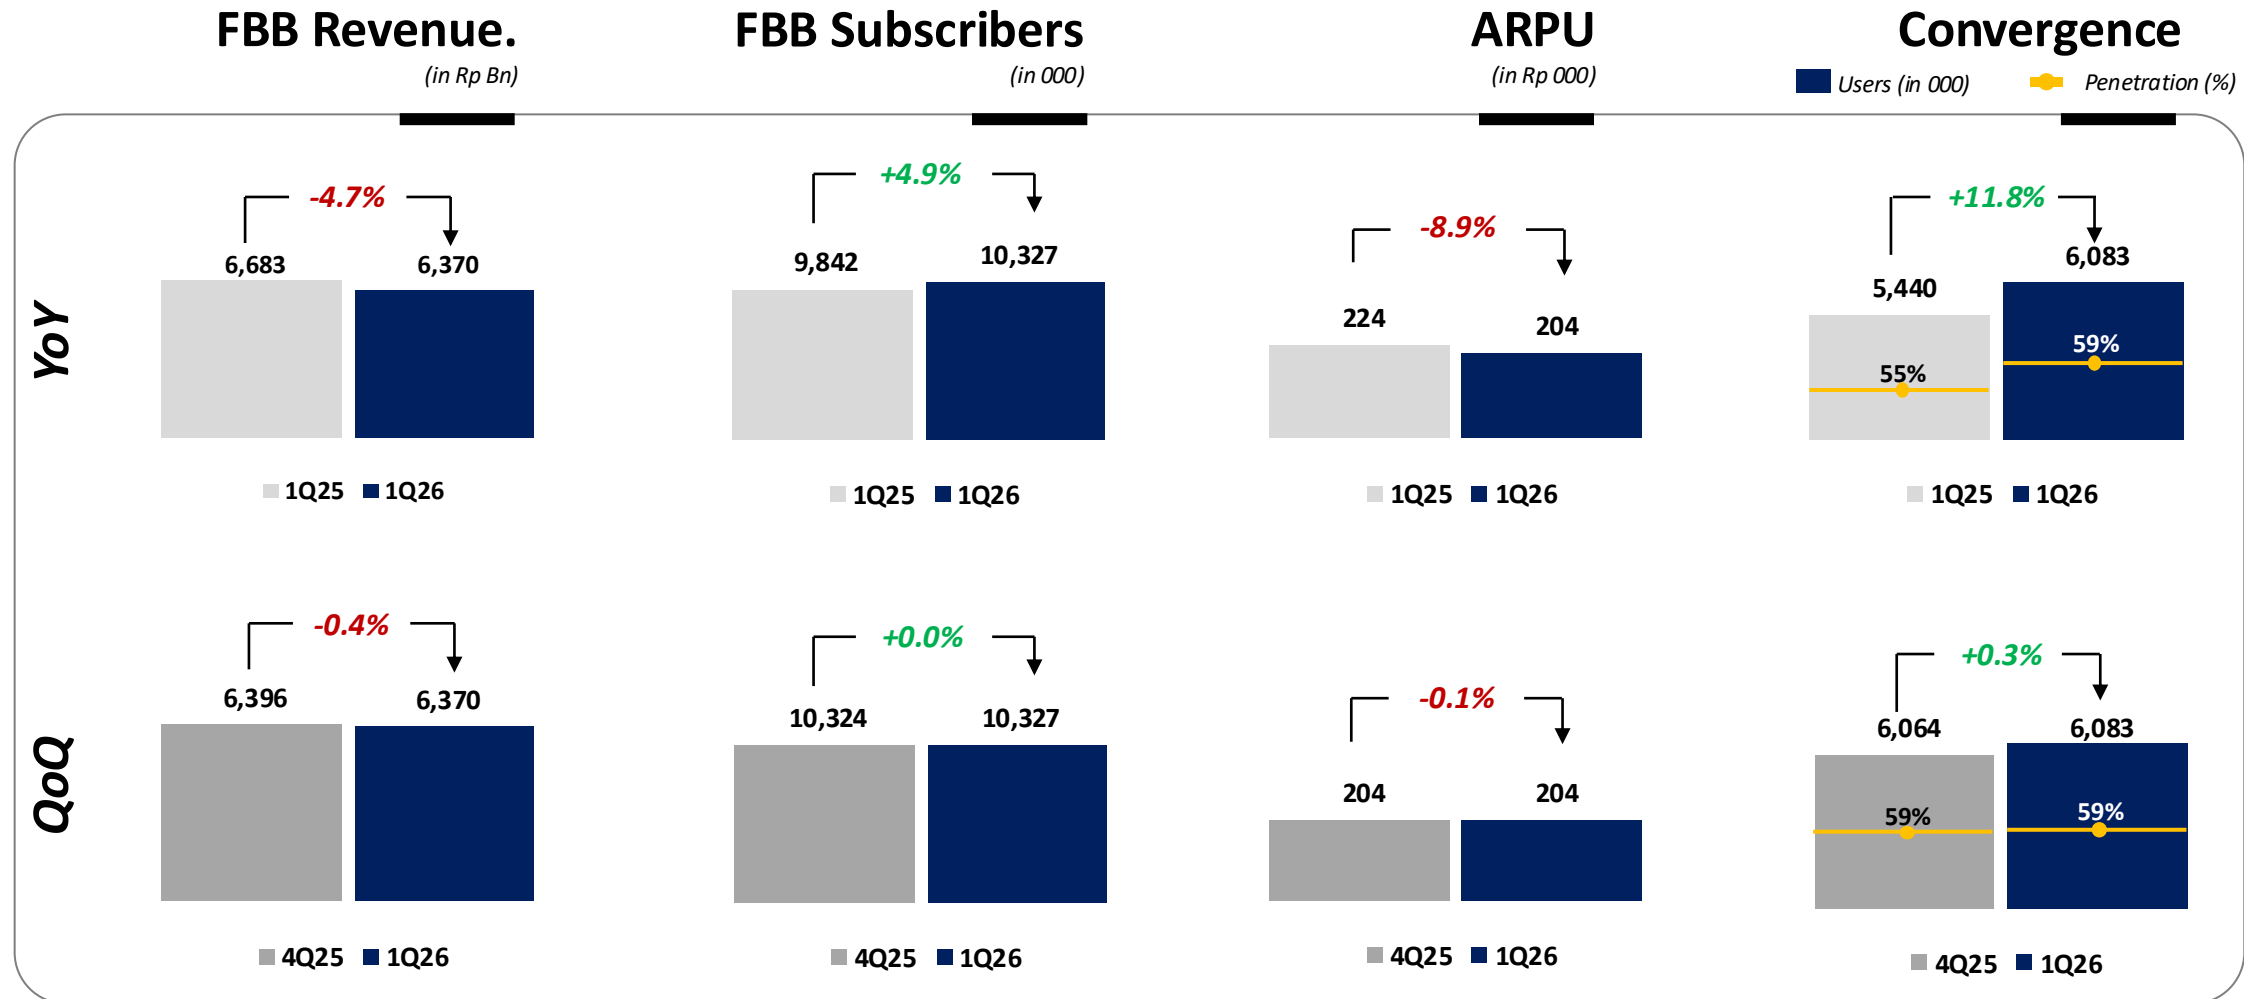 FBB Revenue.
(in Rp Bn)
FBB Subscribers
(in 000)
ARPU
(in Rp 000)
Convergence
Users (in 000)
Penetration (%)
YoY
-4.7%
6,683
6,370
1Q25
1Q26
+4.9%
9,842
10,327
1Q25
1Q26
-8.9%
224
204
1Q25
1Q26
+11.8%
5,440
6,083
55%
59%
1Q25
1Q26
QoQ
-0.4%
6,396
6,370
4Q25
1Q26
+0.0%
10,324
10,327
4Q25
1Q26
-0.1%
204
204
4Q25
1Q26
+0.3%
6,064
6,083
59%
59%
4Q25
1Q26